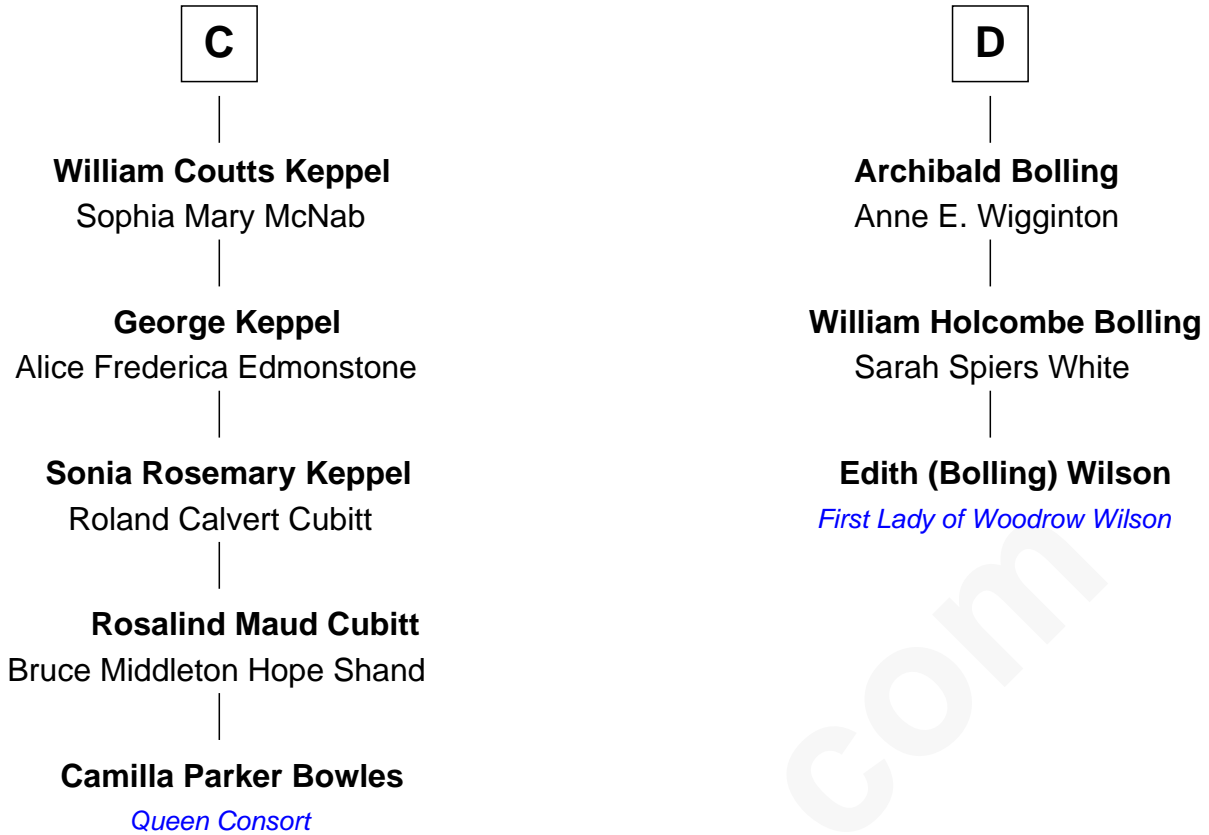 C
William Coutts Keppel
Sophia Mary McNab
George Keppel
Alice Frederica Edmonstone
Sonia Rosemary Keppel
Roland Calvert Cubitt
Rosalind Maud Cubitt
Bruce Middleton Hope Shand
Camilla Parker Bowles
Queen Consort
D
Archibald Bolling
Anne E. Wigginton
William Holcombe Bolling
Sarah Spiers White
Edith (Bolling) Wilson
First Lady of Woodrow Wilson
com